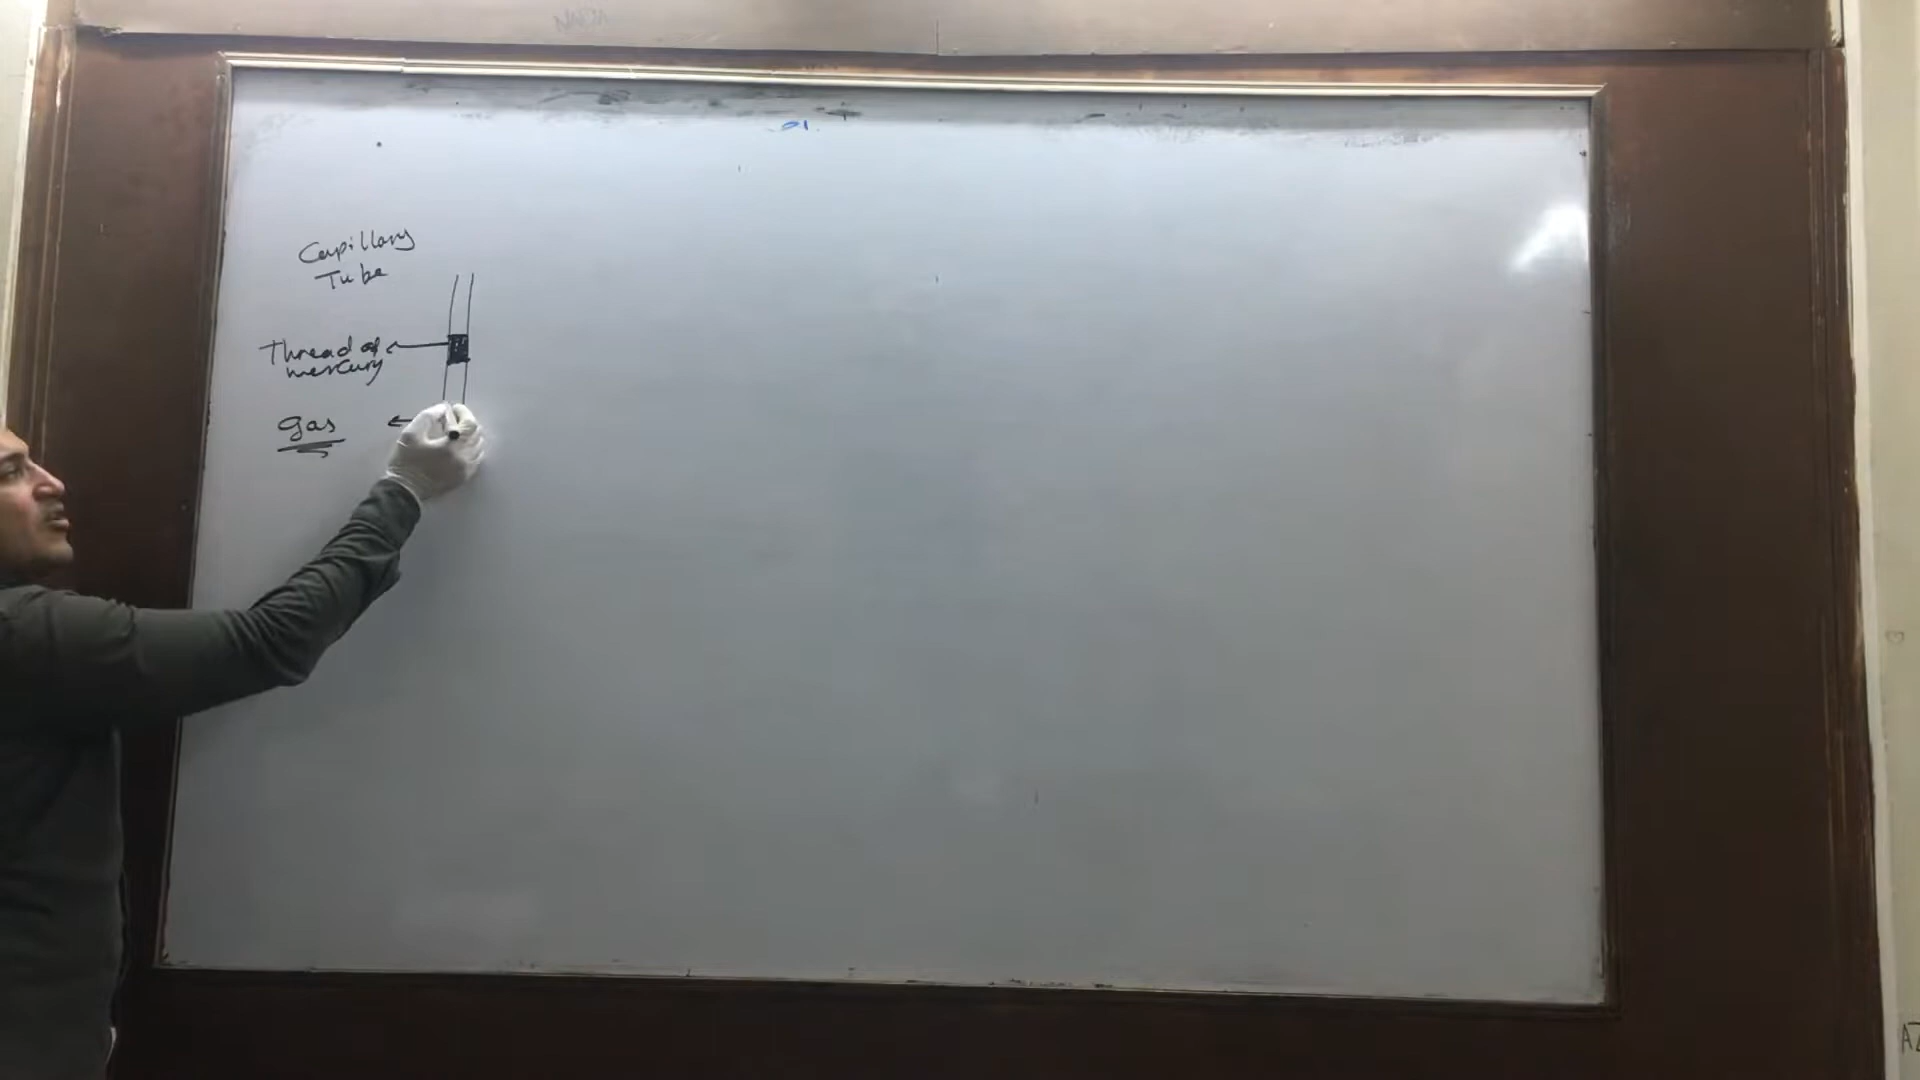 Capillary
Tube
Thread of
mercury
gas